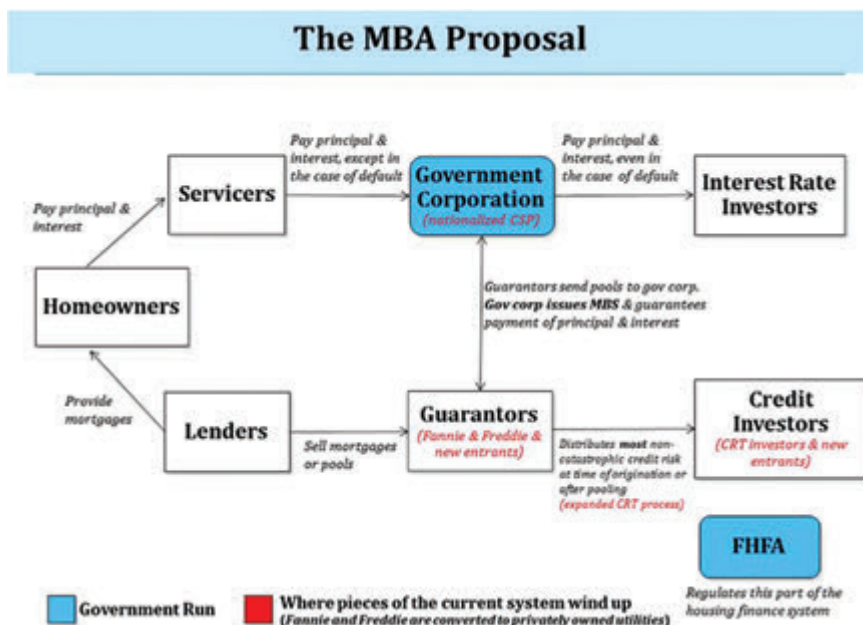 The MBA Proposal
Pay principal &
interest, except in
the case of default
Pay principal &
interest, even in
the case of default
Servicers
Government
Corporation
(nationalized CSP)
Interest Rate
Investors
Pay principal &
interest
Homeowners
Guarantors send pools to gov corp.
Gov corp issues MBS & guarantees
payment of principal & interest
Provide
mortgages
Lenders
Sell mortgages
or pools
Guarantors
(Fannie & Freddie &
new entrants)
Distributes most non-
catastrophic credit risk
at time of origination or
after pooling
(expanded CRT process)
Credit
Investors
(CRT investors & new
entrants)
FHFA
Regulates this part of the
housing finance system
Government Run
Where pieces of the current system wind up
(Fannie and Freddie are converted to privately owned utilities)